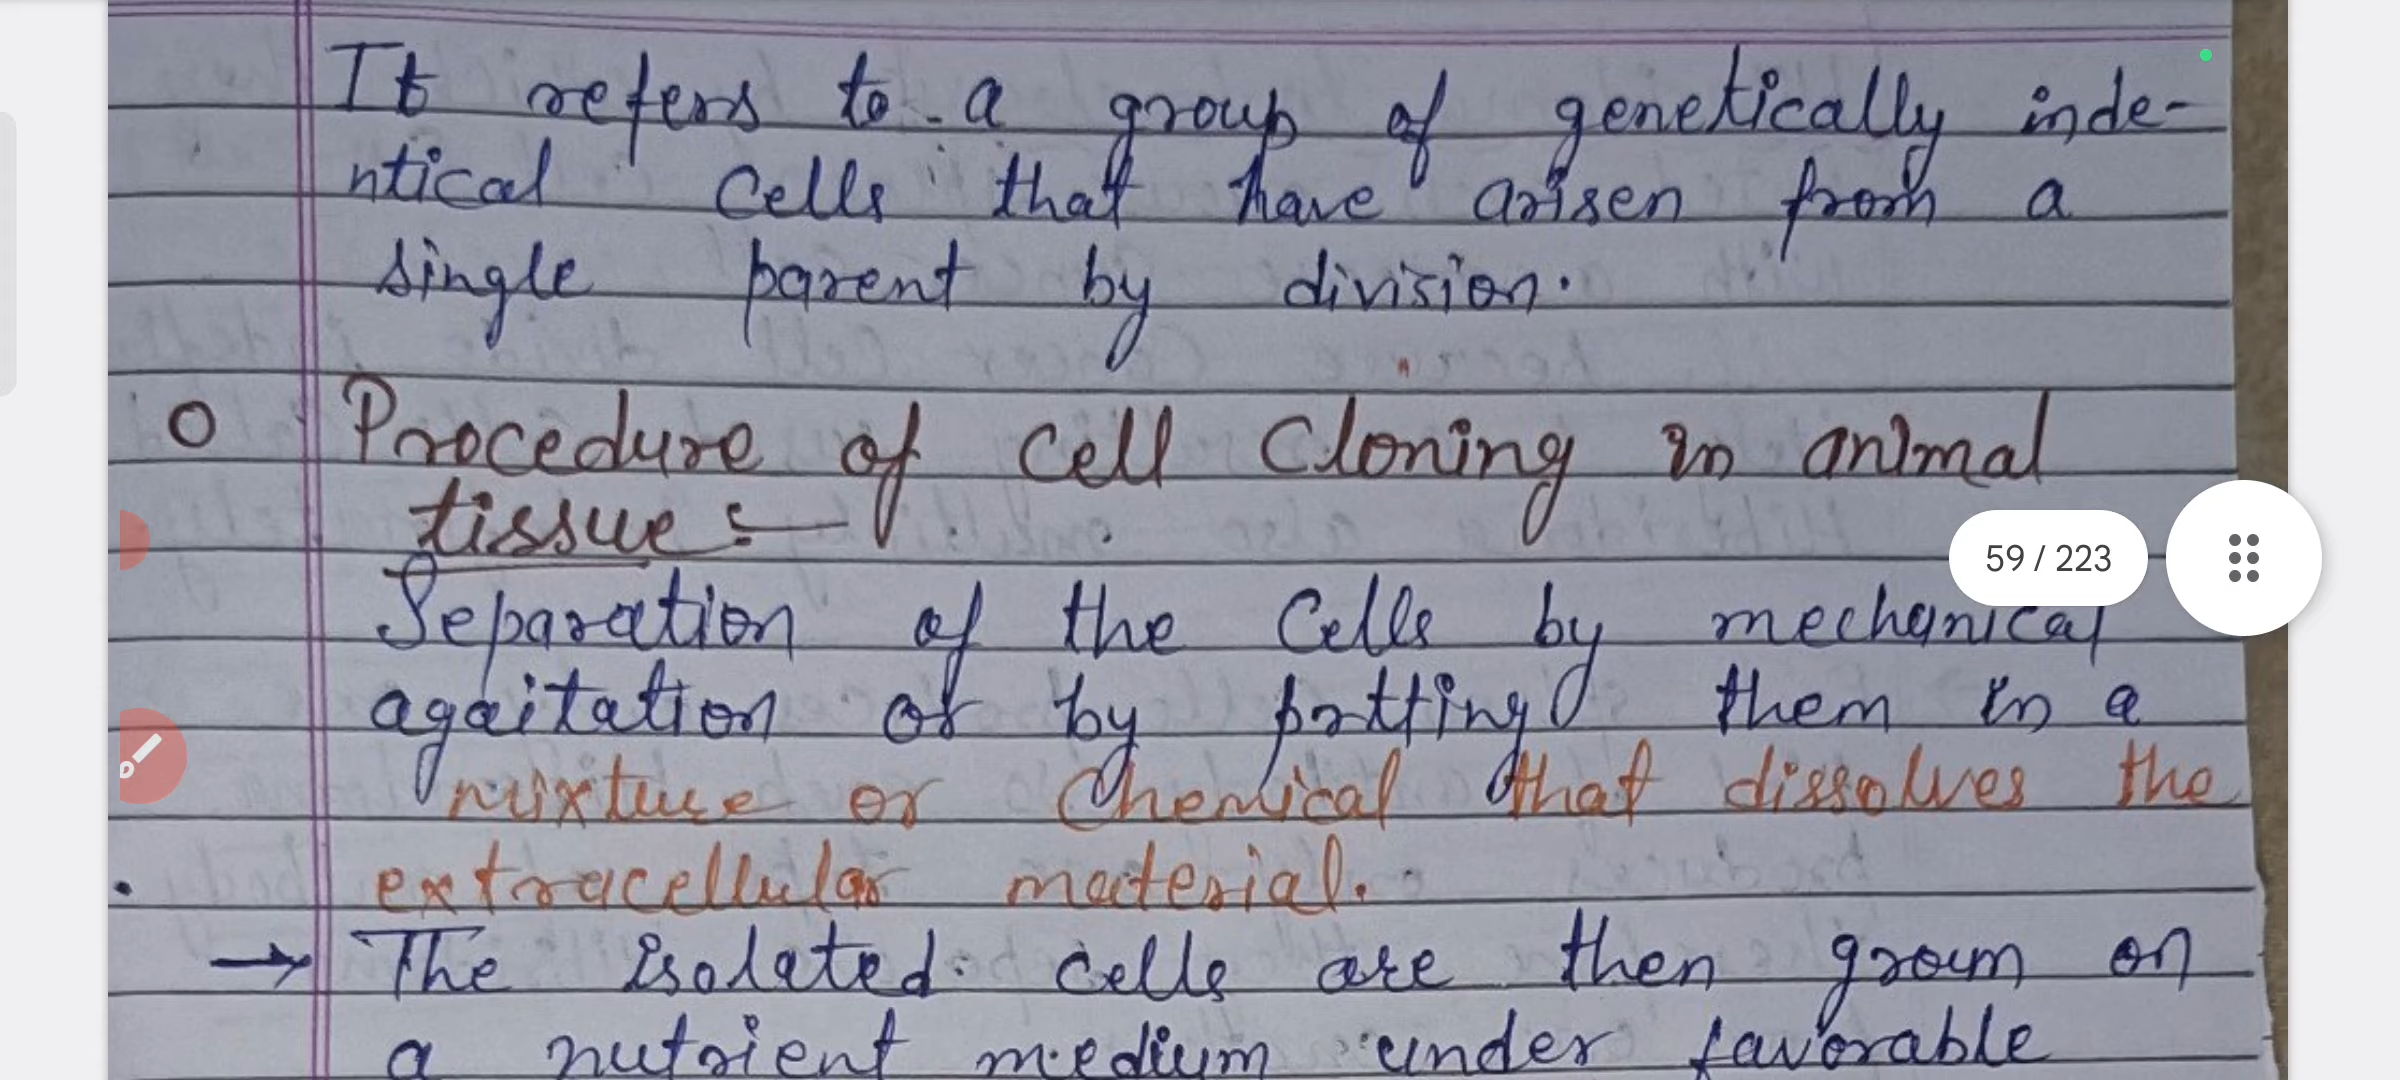 It refers to a group of genetically inde-
ntical cells that have arisen from a
single parent by division.
o Procedure of cell cloning in animal
tissue :-
Separation of the cells by mechanical
agaitation or by putting them in a
mixture or chemical that dissolves the
extracellular material.
59 / 223
→ The isolated cells are then grown on
a nutrient medium under favorable